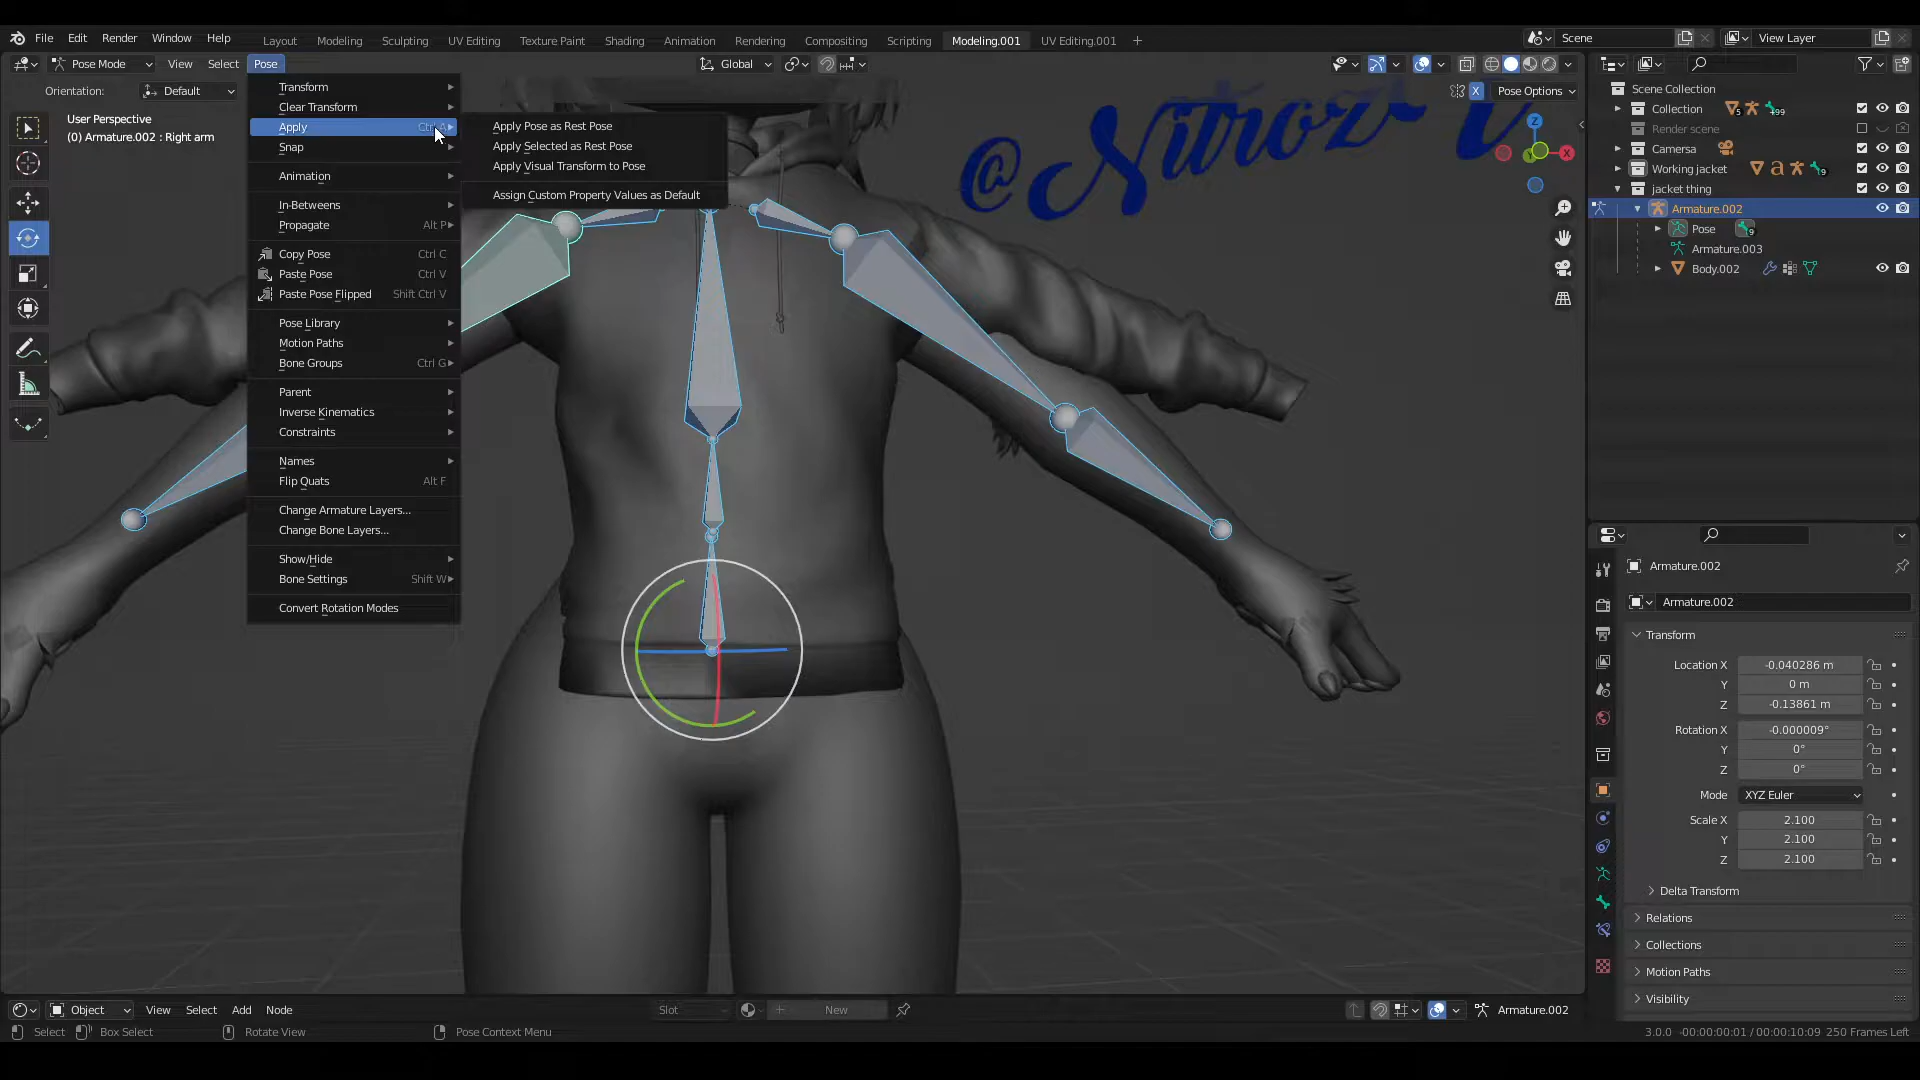 File Edit Render Window Help Layout Modeling Sculpting UV Editing Texture Paint Shading Animation Rendering Compositing Scripting Modeling.001 UV Editing.001 + Scene View Layer
Pose Mode View Select Pose Global
Orientation: Default Pose Options
User Perspective
(0) Armature.002 : Right arm
Transform
Clear Transform
Apply Ctrl A
Snap
Animation
In-Betweens
Propagate Alt P
Copy Pose Ctrl C
Paste Pose Ctrl V
Paste Pose Flipped Shift Ctrl V
Pose Library
Motion Paths
Bone Groups Ctrl G
Parent
Inverse Kinematics
Constraints
Names
Flip Quats Alt F
Change Armature Layers...
Change Bone Layers...
Show/Hide
Bone Settings Shift W
Convert Rotation Modes
Apply Pose as Rest Pose
Apply Selected as Rest Pose
Apply Visual Transform to Pose
Assign Custom Property Values as Default
@Nitroz
Z
X
Y
Scene Collection
Collection 5 99
Render scene
Camersa
Working jacket 9
jacket thing
Armature.002
Pose 9
Armature.003
Body.002
Armature.002
Armature.002
Transform
Location X -0.040286 m
Y 0 m
Z -0.13861 m
Rotation X -0.000009°
Y 0°
Z 0°
Mode XYZ Euler
Scale X 2.100
Y 2.100
Z 2.100
Delta Transform
Relations
Collections
Motion Paths
Visibility
Object View Select Add Node Slot New Armature.002
Select Box Select Rotate View Pose Context Menu 3.0.0 -00:00:00:01 / 00:00:10:09 250 Frames Left